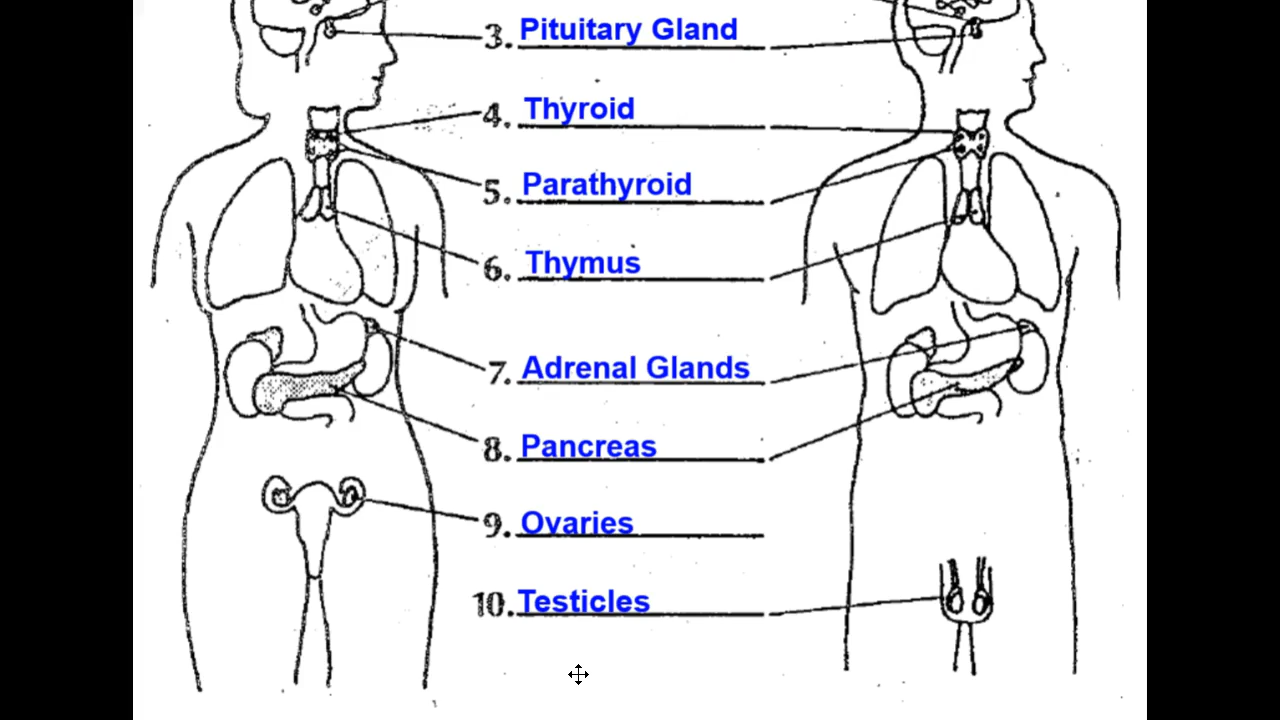 3. Pituitary Gland
4. Thyroid
5. Parathyroid
6. Thymus
7. Adrenal Glands
8. Pancreas
9. Ovaries
10. Testicles